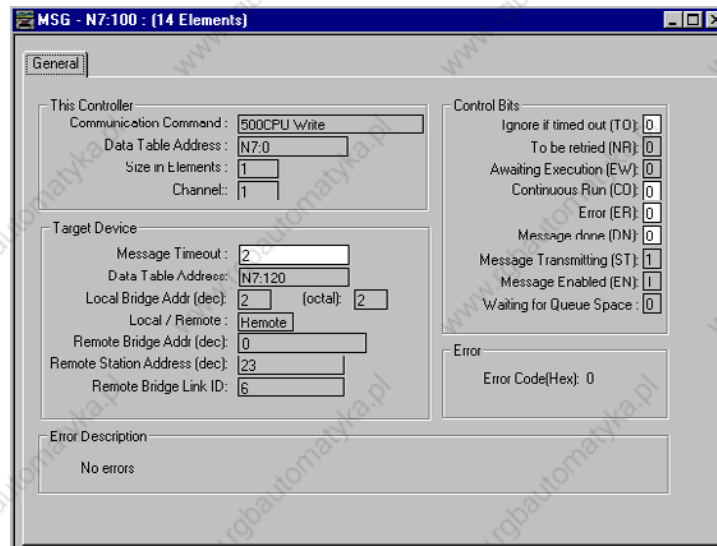 MSG - N7:100 : (14 Elements)
General
This Controller
Communication Command : 500CPU Write
Data Table Address : N7:0
Size in Elements : 1
Channel: 1
Target Device
Message Timeout : 2
Data Table Address: N7:120
Local Bridge Addr (dec): 2 (octal): 2
Local / Remote : Remote
Remote Bridge Addr (dec): 0
Remote Station Address (dec): 23
Remote Bridge Link ID: 6
Control Bits
Ignore if timed out (TO): 0
To be retried (NR): 0
Awaiting Execution (EW): 0
Continuous Run (CO): 0
Error (ER): 0
Message done (DN): 0
Message Transmitting (ST): 1
Message Enabled (EN): 1
Waiting for Queue Space : 0
Error
Error Code(Hex): 0
Error Description
No errors
www.rgbautomatyka.pl